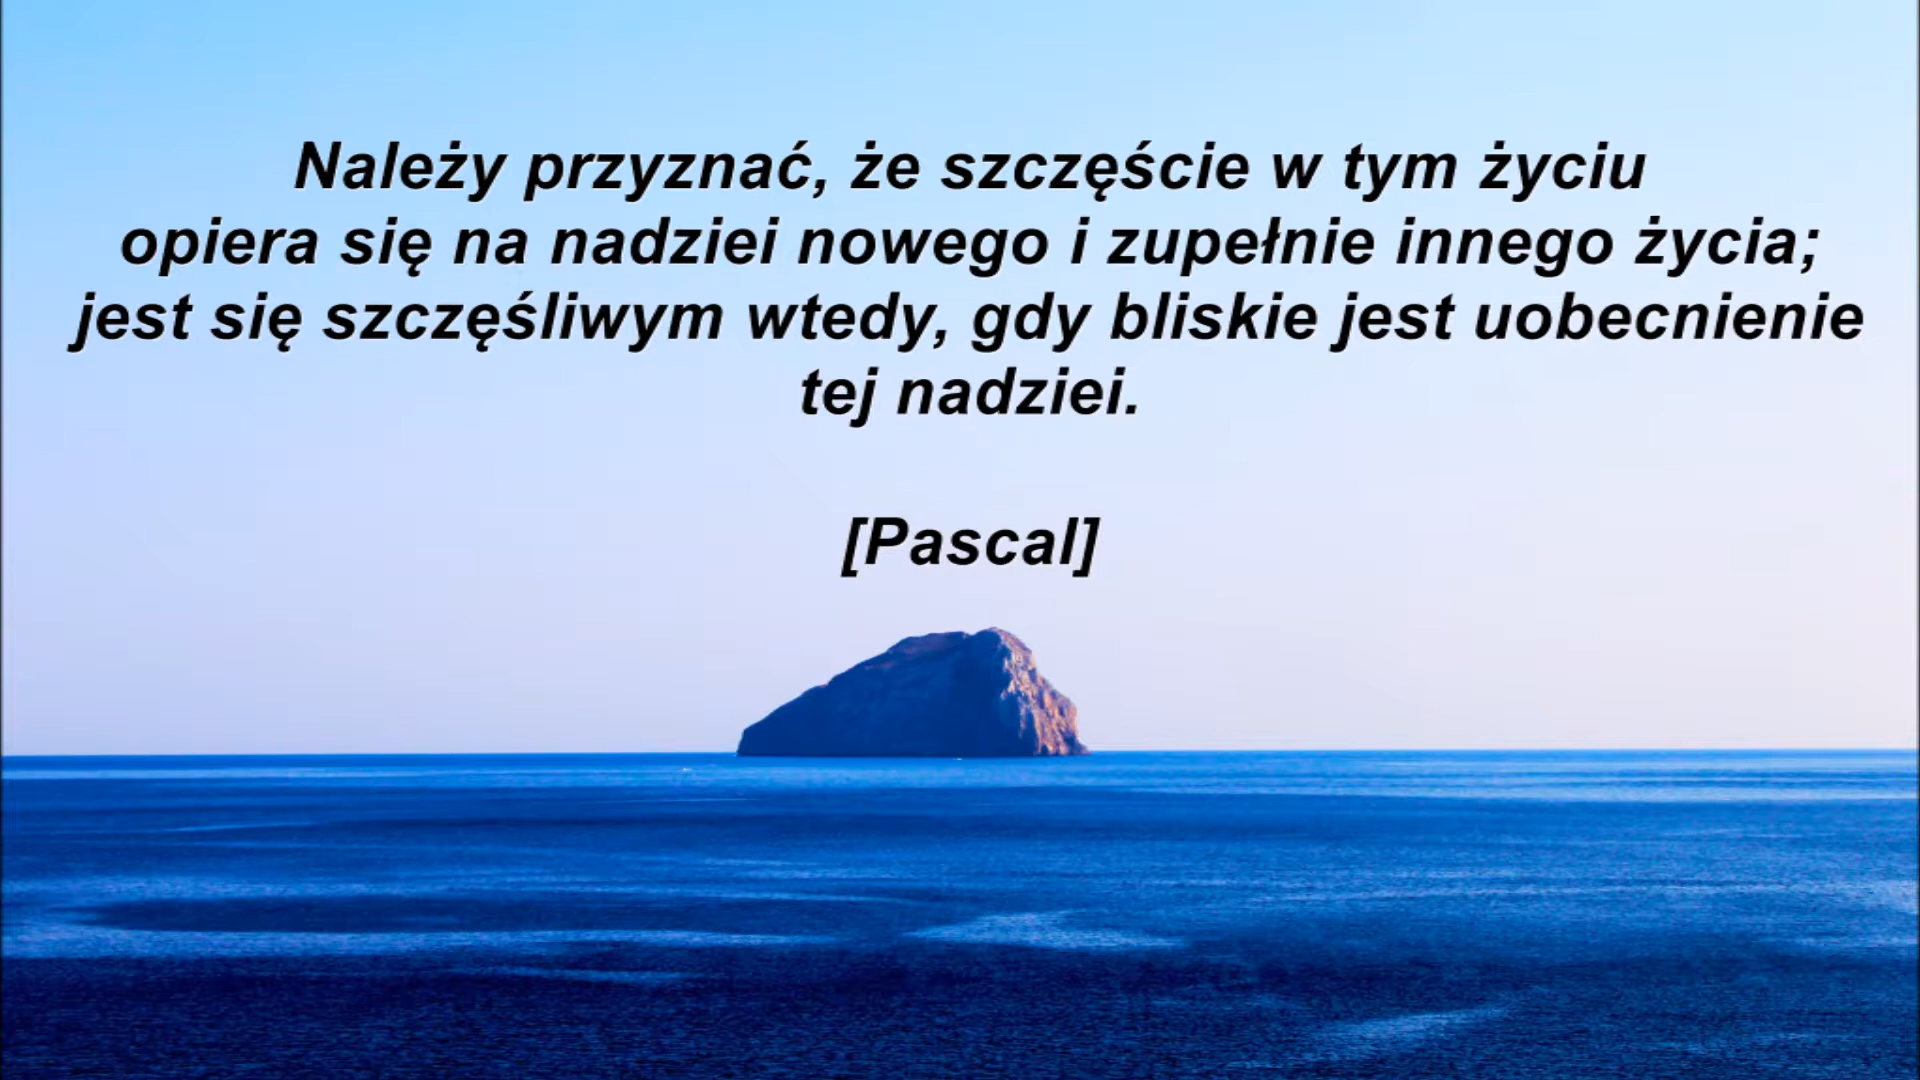 Należy przyznać, że szczęście w tym życiu
opiera się na nadziei nowego i zupełnie innego życia;
jest się szczęśliwym wtedy, gdy bliskie jest uobecnienie
tej nadziei.
[Pascal]